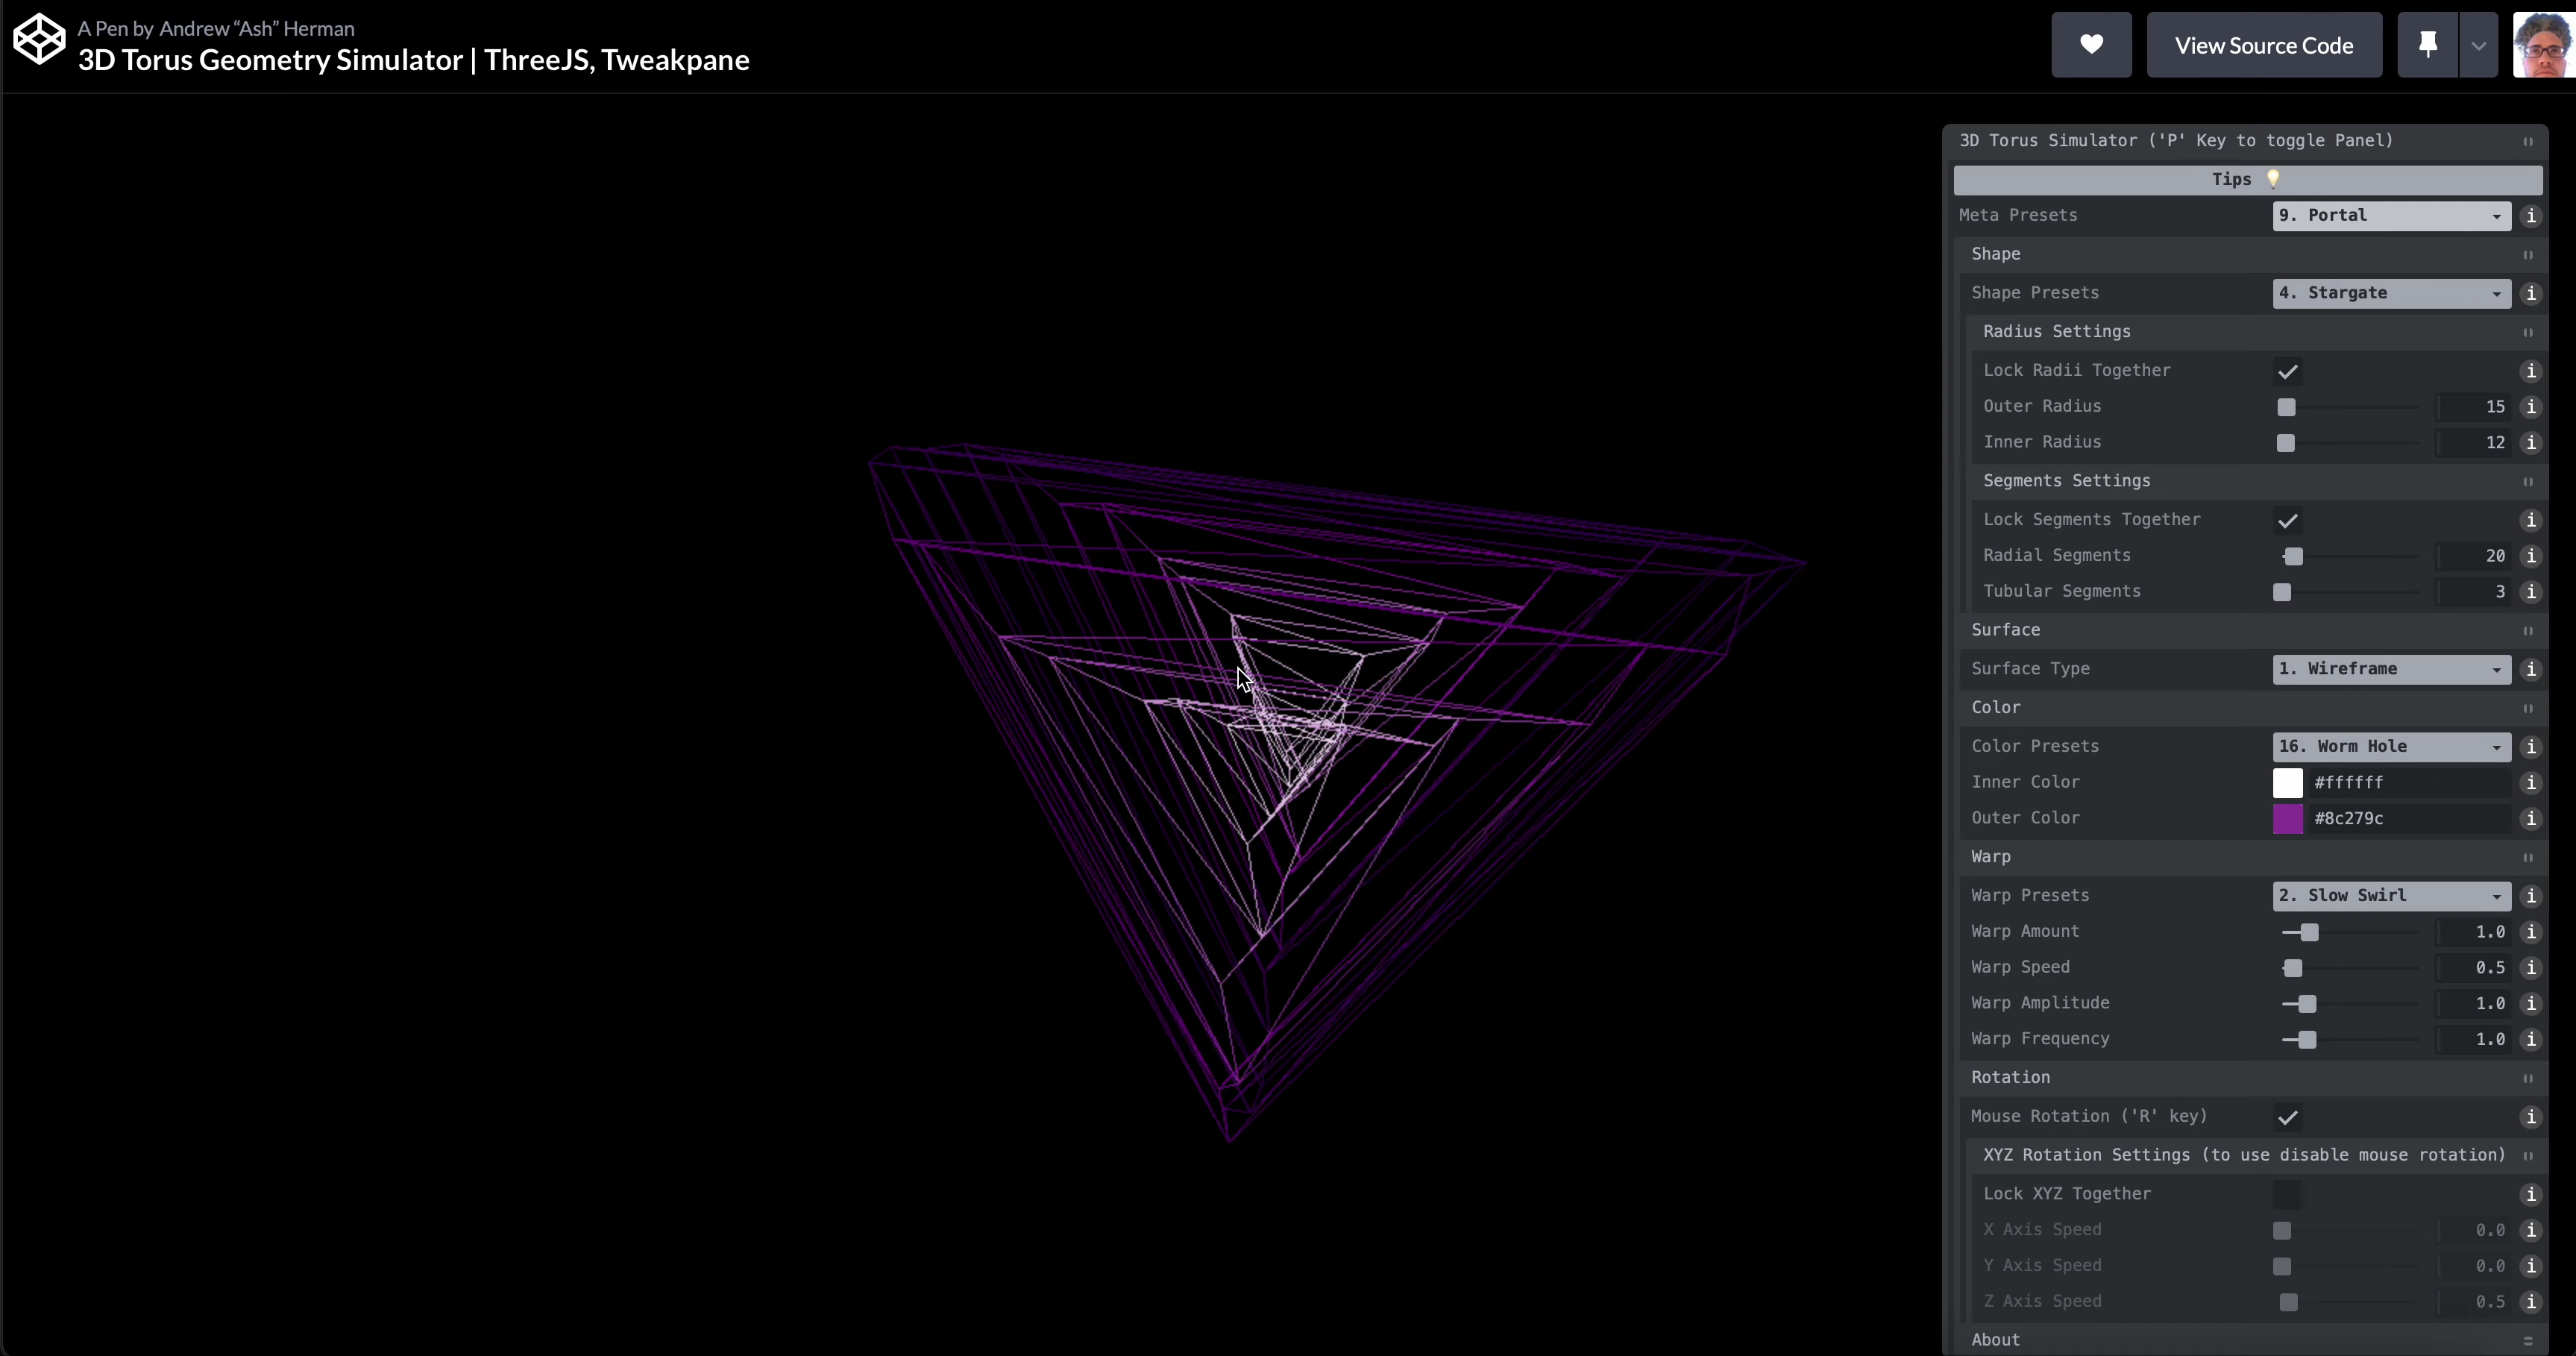 A Pen by Andrew “Ash” Herman
3D Torus Geometry Simulator | ThreeJS, Tweakpane
View Source Code
3D Torus Simulator ('P' Key to toggle Panel)
Tips 💡
Meta Presets 9. Portal i
Shape
Shape Presets 4. Stargate i
Radius Settings
Lock Radii Together i
Outer Radius 15 i
Inner Radius 12 i
Segments Settings
Lock Segments Together i
Radial Segments 20 i
Tubular Segments 3 i
Surface
Surface Type 1. Wireframe i
Color
Color Presets 16. Worm Hole i
Inner Color #ffffff i
Outer Color #8c279c i
Warp
Warp Presets 2. Slow Swirl i
Warp Amount 1.0 i
Warp Speed 0.5 i
Warp Amplitude 1.0 i
Warp Frequency 1.0 i
Rotation
Mouse Rotation ('R' key) i
XYZ Rotation Settings (to use disable mouse rotation)
Lock XYZ Together i
X Axis Speed 0.0 i
Y Axis Speed 0.0 i
Z Axis Speed 0.5 i
About